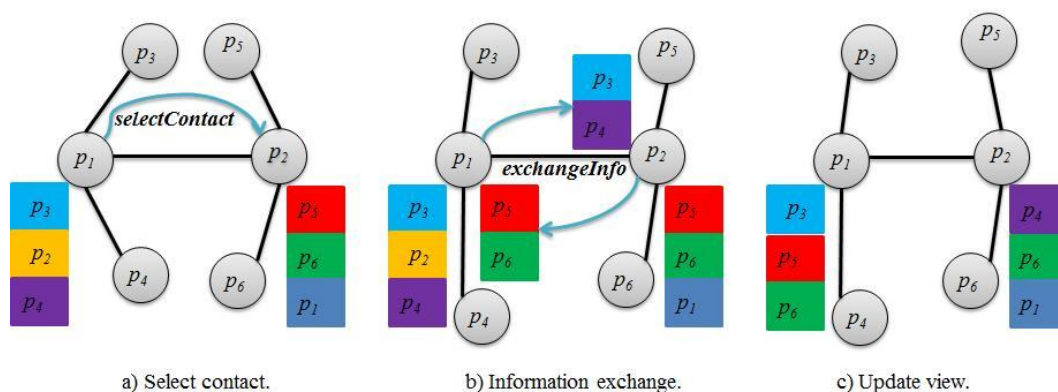 p3
p5
selectContact
p1
p2
p3
p2
p4
p5
p6
p1
p4
p6
a) Select contact.
p3
p5
p3
p4
p1
p2
exchangeInfo
p3
p2
p4
p5
p6
p5
p6
p1
p6
p4
b) Information exchange.
p3
p5
p1
p2
p3
p5
p6
p4
p6
p1
p6
p4
c) Update view.